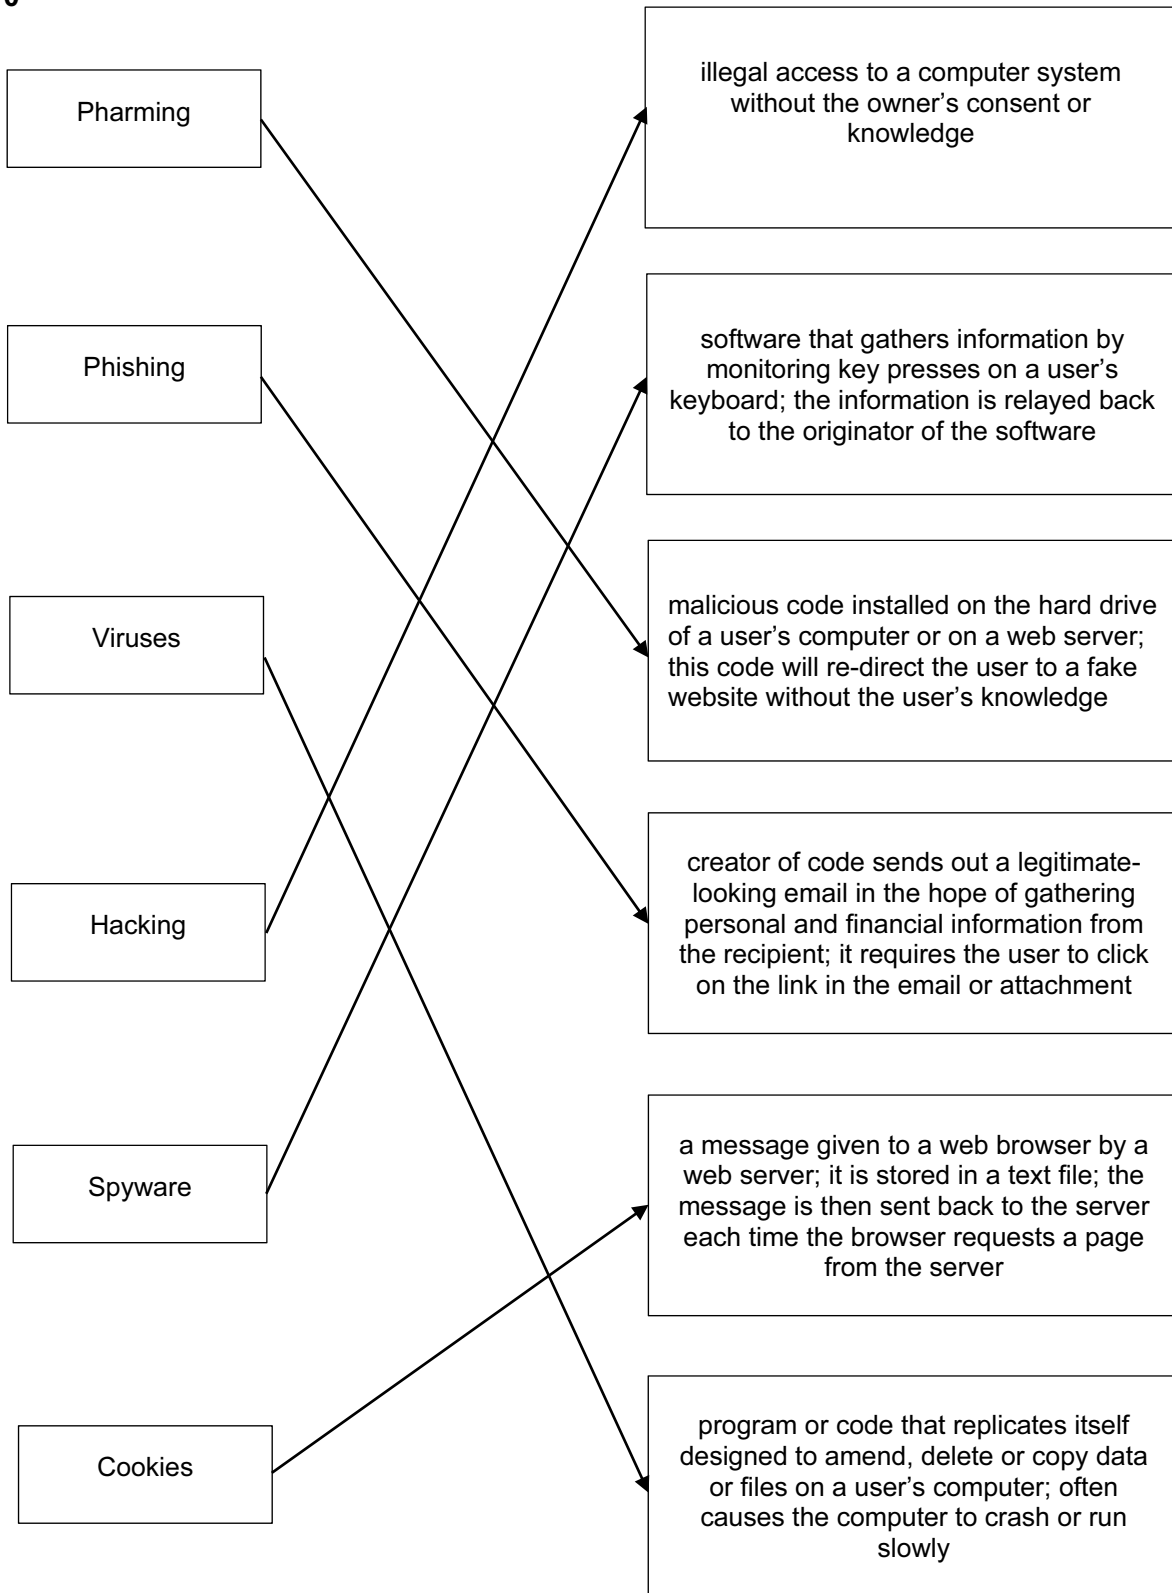 Pharming
illegal access to a computer system
without the owner’s consent or
knowledge
Phishing
software that gathers information by
monitoring key presses on a user’s
keyboard; the information is relayed back
to the originator of the software
Viruses
malicious code installed on the hard drive
of a user’s computer or on a web server;
this code will re-direct the user to a fake
website without the user’s knowledge
Hacking
creator of code sends out a legitimate-
looking email in the hope of gathering
personal and financial information from
the recipient; it requires the user to click
on the link in the email or attachment
Spyware
a message given to a web browser by a
web server; it is stored in a text file; the
message is then sent back to the server
each time the browser requests a page
from the server
Cookies
program or code that replicates itself
designed to amend, delete or copy data
or files on a user’s computer; often
causes the computer to crash or run
slowly